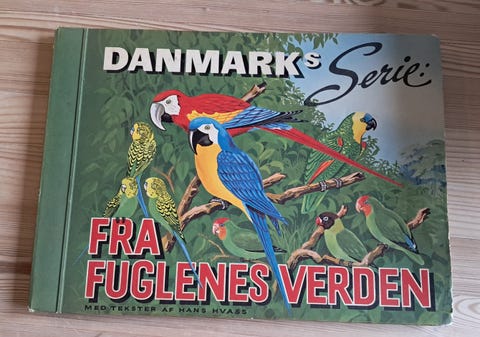 DANMARKs Serie:
FRA
FUGLENES VERDEN
MED TEKSTER AF HANS HVASS